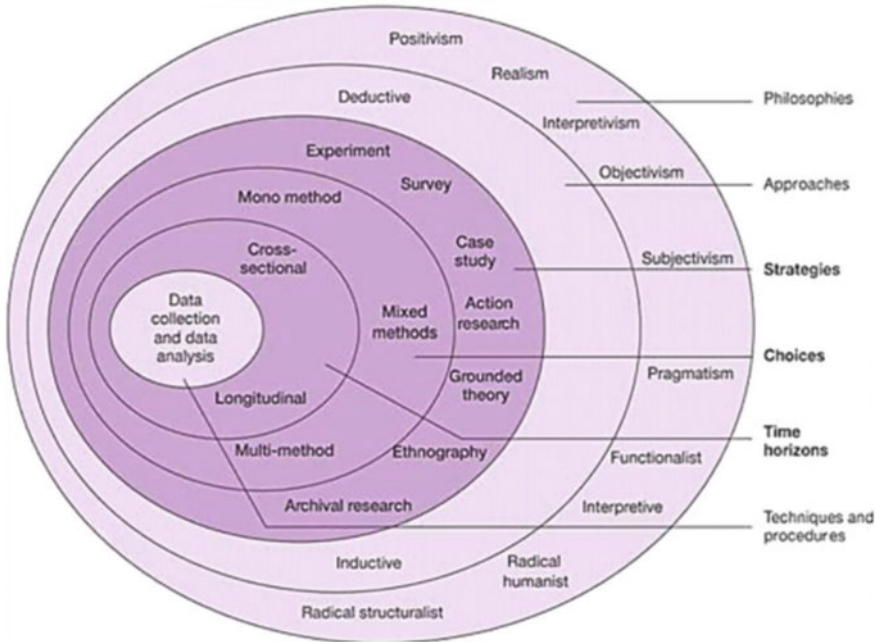 Positivism
Realism
Philosophies
Deductive
Interpretivism
Experiment
Objectivism
Survey
Approaches
Mono method
Case
study
Cross-
sectional
Subjectivism
Strategies
Data
collection
and data
analysis
Mixed
methods
Action
research
Choices
Grounded
theory
Pragmatism
Longitudinal
Time
horizons
Multi-method
Ethnography
Functionalist
Archival research
Interpretive
Techniques and
procedures
Inductive
Radical
humanist
Radical structuralist